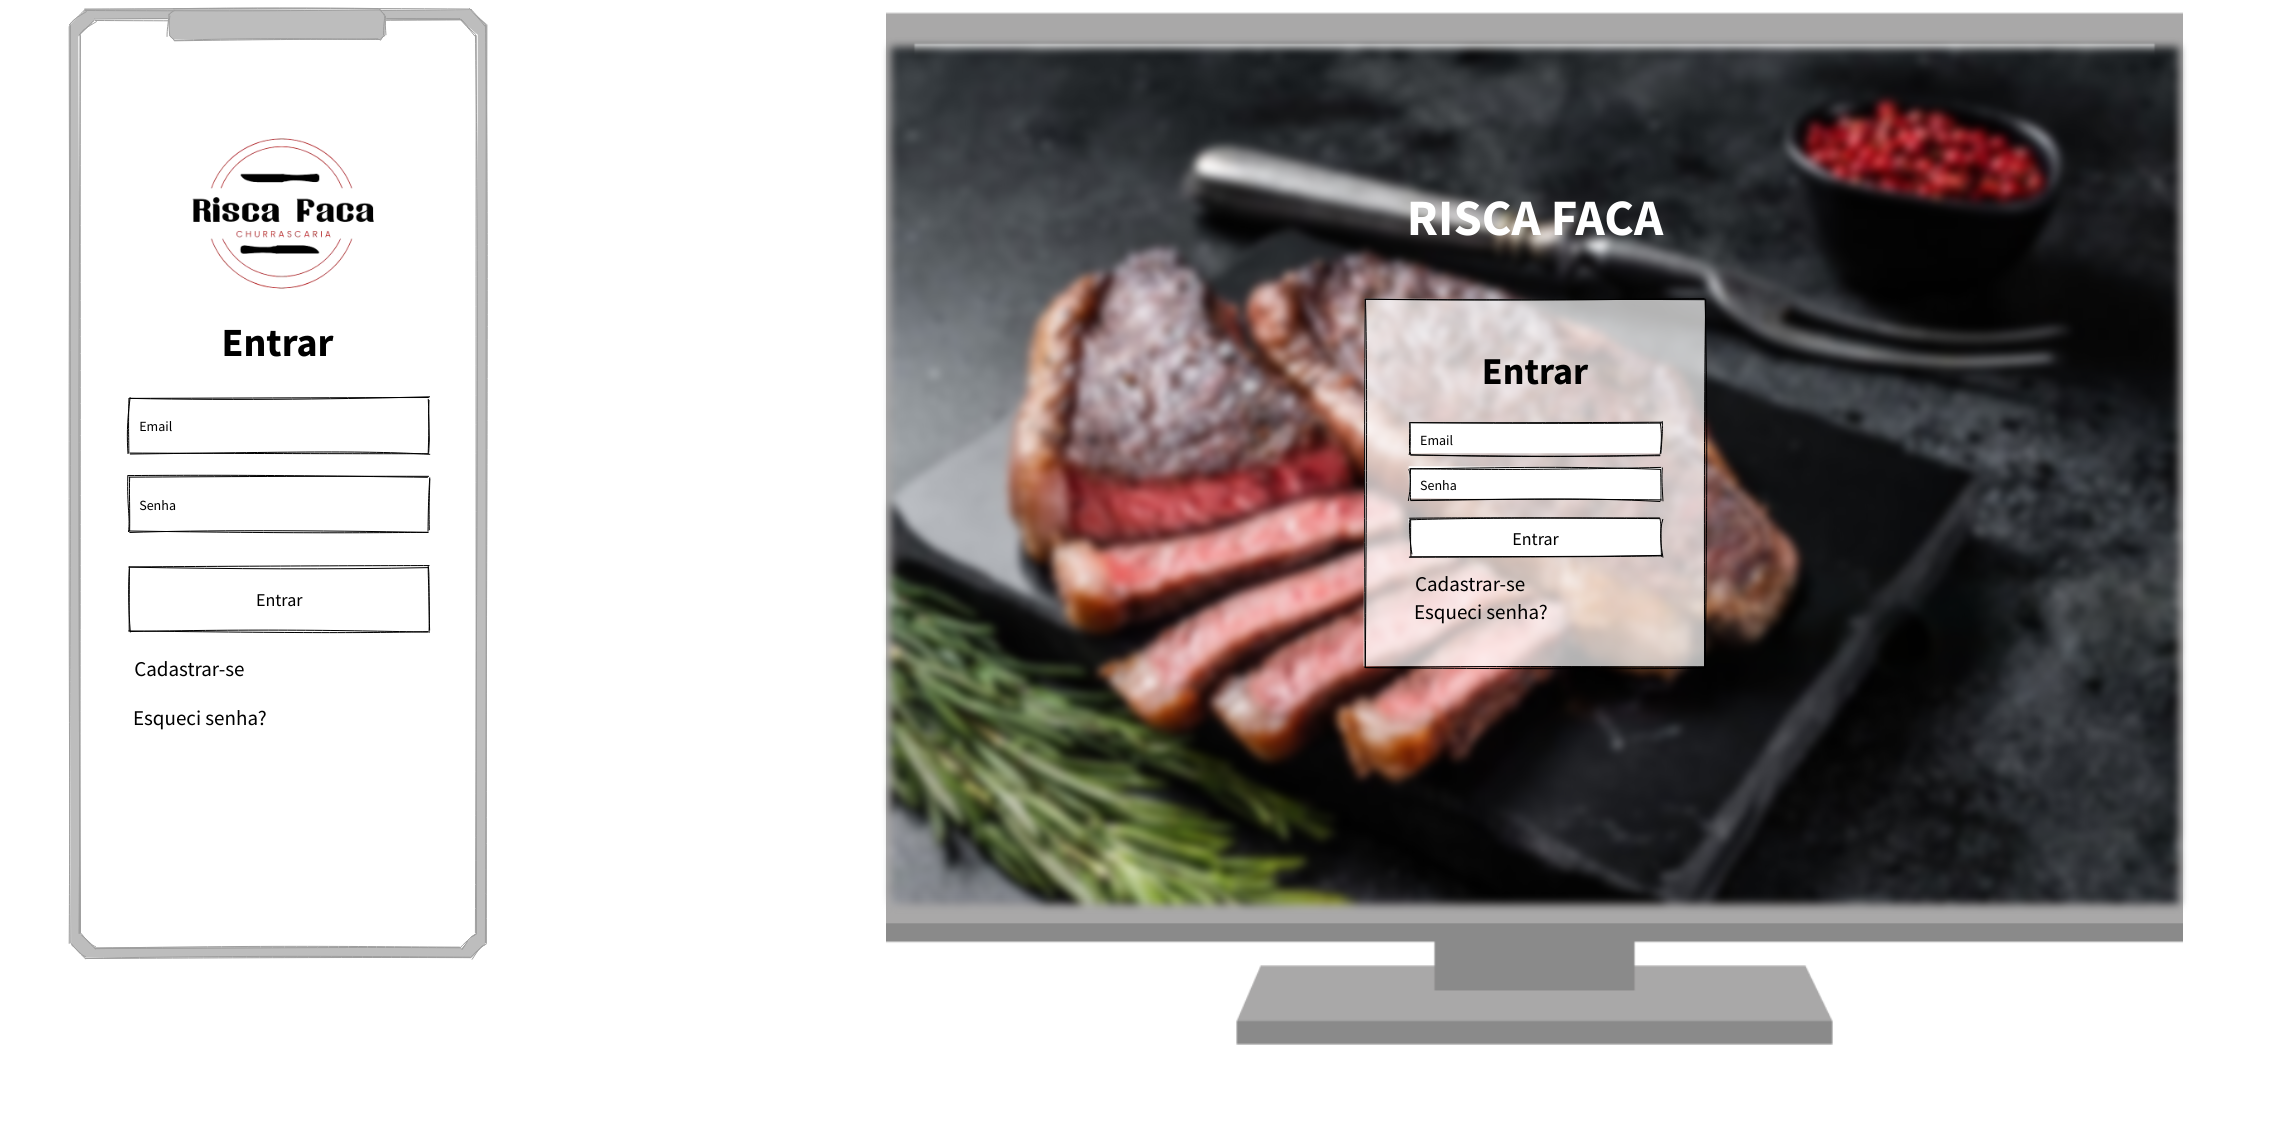 Risca Faca
CHURRASCARIA
Entrar
Email
Senha
Entrar
Cadastrar-se
Esqueci senha?
RISCA FACA
Entrar
Email
Senha
Entrar
Cadastrar-se
Esqueci senha?